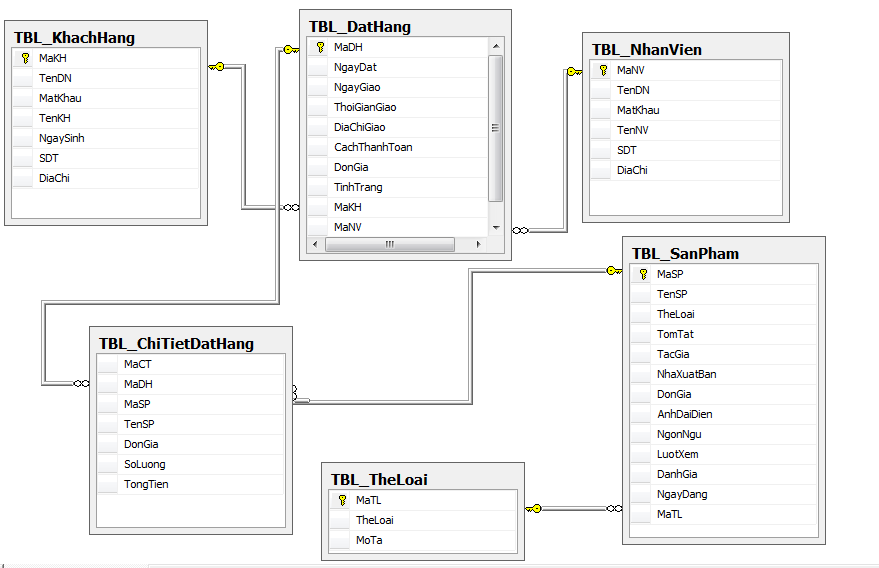 TBL_KhachHang
MaKH
TenDN
MatKhau
TenKH
NgaySinh
SDT
DiaChi
TBL_DatHang
MaDH
NgayDat
NgayGiao
ThoiGianGiao
DiaChiGiao
CachThanhToan
DonGia
TinhTrang
MaKH
MaNV
TBL_NhanVien
MaNV
TenDN
MatKhau
TenNV
SDT
DiaChi
TBL_SanPham
MaSP
TenSP
TheLoai
TomTat
TacGia
NhaXuatBan
DonGia
AnhDaiDien
NgonNgu
LuotXem
DanhGia
NgayDang
MaTL
TBL_ChiTietDatHang
MaCT
MaDH
MaSP
TenSP
DonGia
SoLuong
TongTien
TBL_TheLoai
MaTL
TheLoai
MoTa